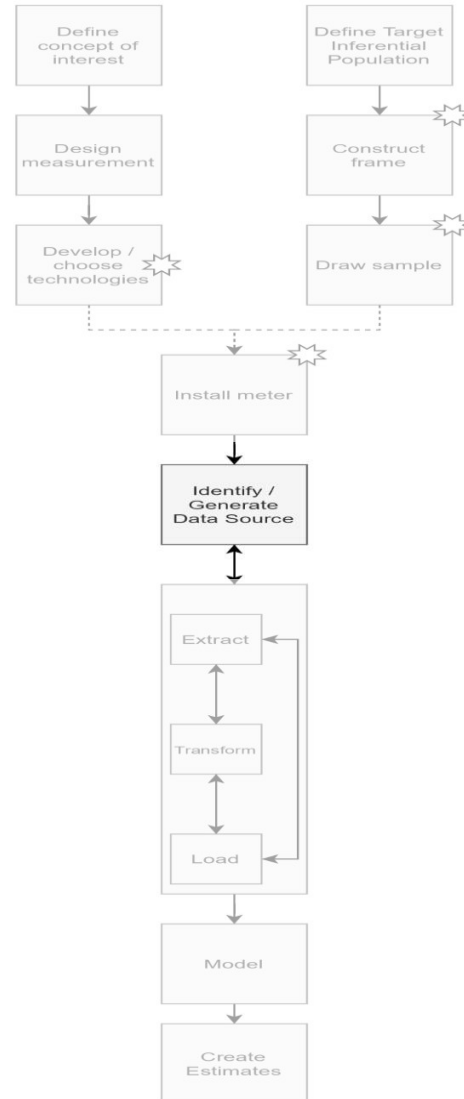 Define
concept of
interest
Define Target
Inferential
Population
Design
measurement
Construct
frame
Develop /
choose
technologies
Draw sample
Install meter
Identify /
Generate
Data Source
Extract
Transform
Load
Model
Create
Estimates